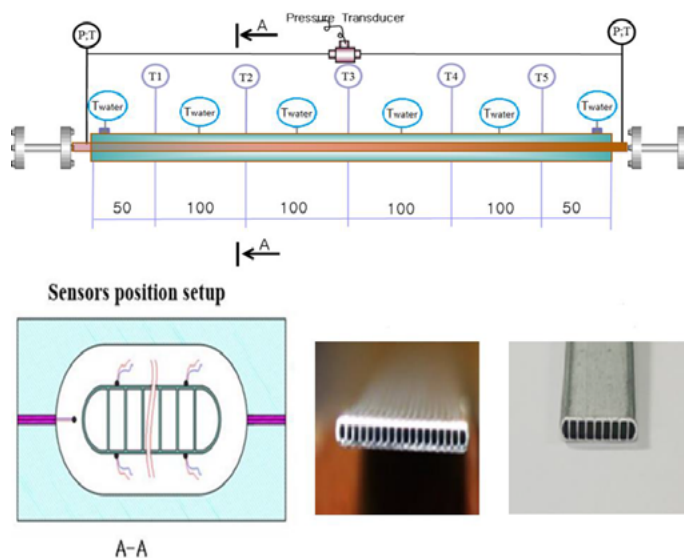 A
Pressure Transducer
P;T
P;T
T1
T2
T3
T4
T5
Twater
Twater
Twater
Twater
Twater
Twater
50
100
100
100
100
50
A
Sensors position setup
A-A